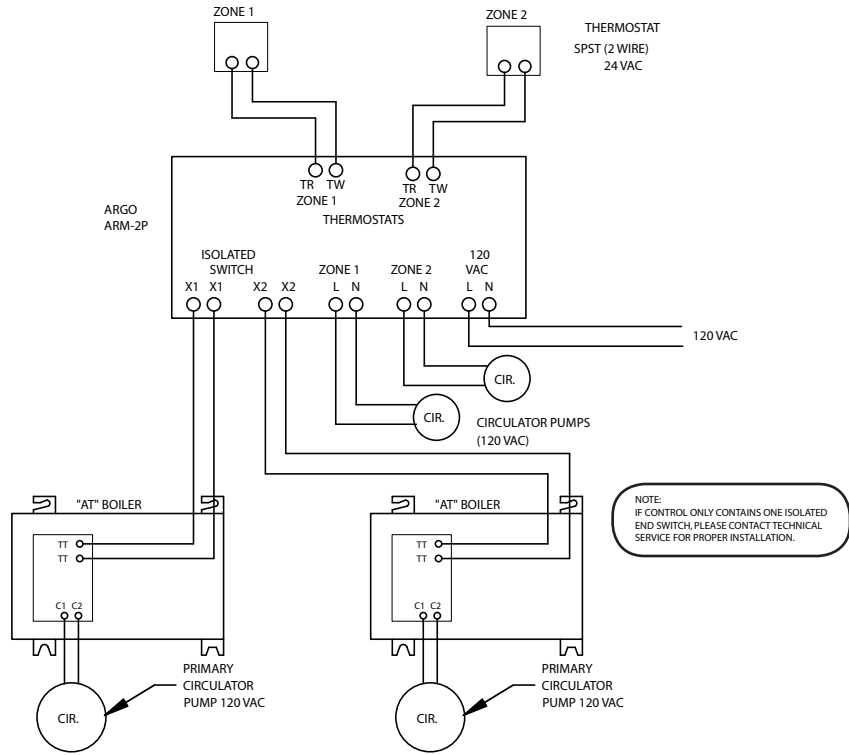 ZONE 1
ZONE 2
THERMOSTAT
SPST (2 WIRE)
24 VAC
TR TW
ZONE 1
TR TW
ZONE 2
THERMOSTATS
ARGO
ARM-2P
ISOLATED
SWITCH
X1 X1 X2 X2
ZONE 1
L N
ZONE 2
L N
120
VAC
L N
120 VAC
CIR.
CIR.
CIRCULATOR PUMPS
(120 VAC)
"AT" BOILER
TT
TT
C1 C2
CIR.
PRIMARY
CIRCULATOR
PUMP 120 VAC
"AT" BOILER
TT
TT
C1 C2
CIR.
PRIMARY
CIRCULATOR
PUMP 120 VAC
NOTE:
IF CONTROL ONLY CONTAINS ONE ISOLATED
END SWITCH, PLEASE CONTACT TECHNICAL
SERVICE FOR PROPER INSTALLATION.